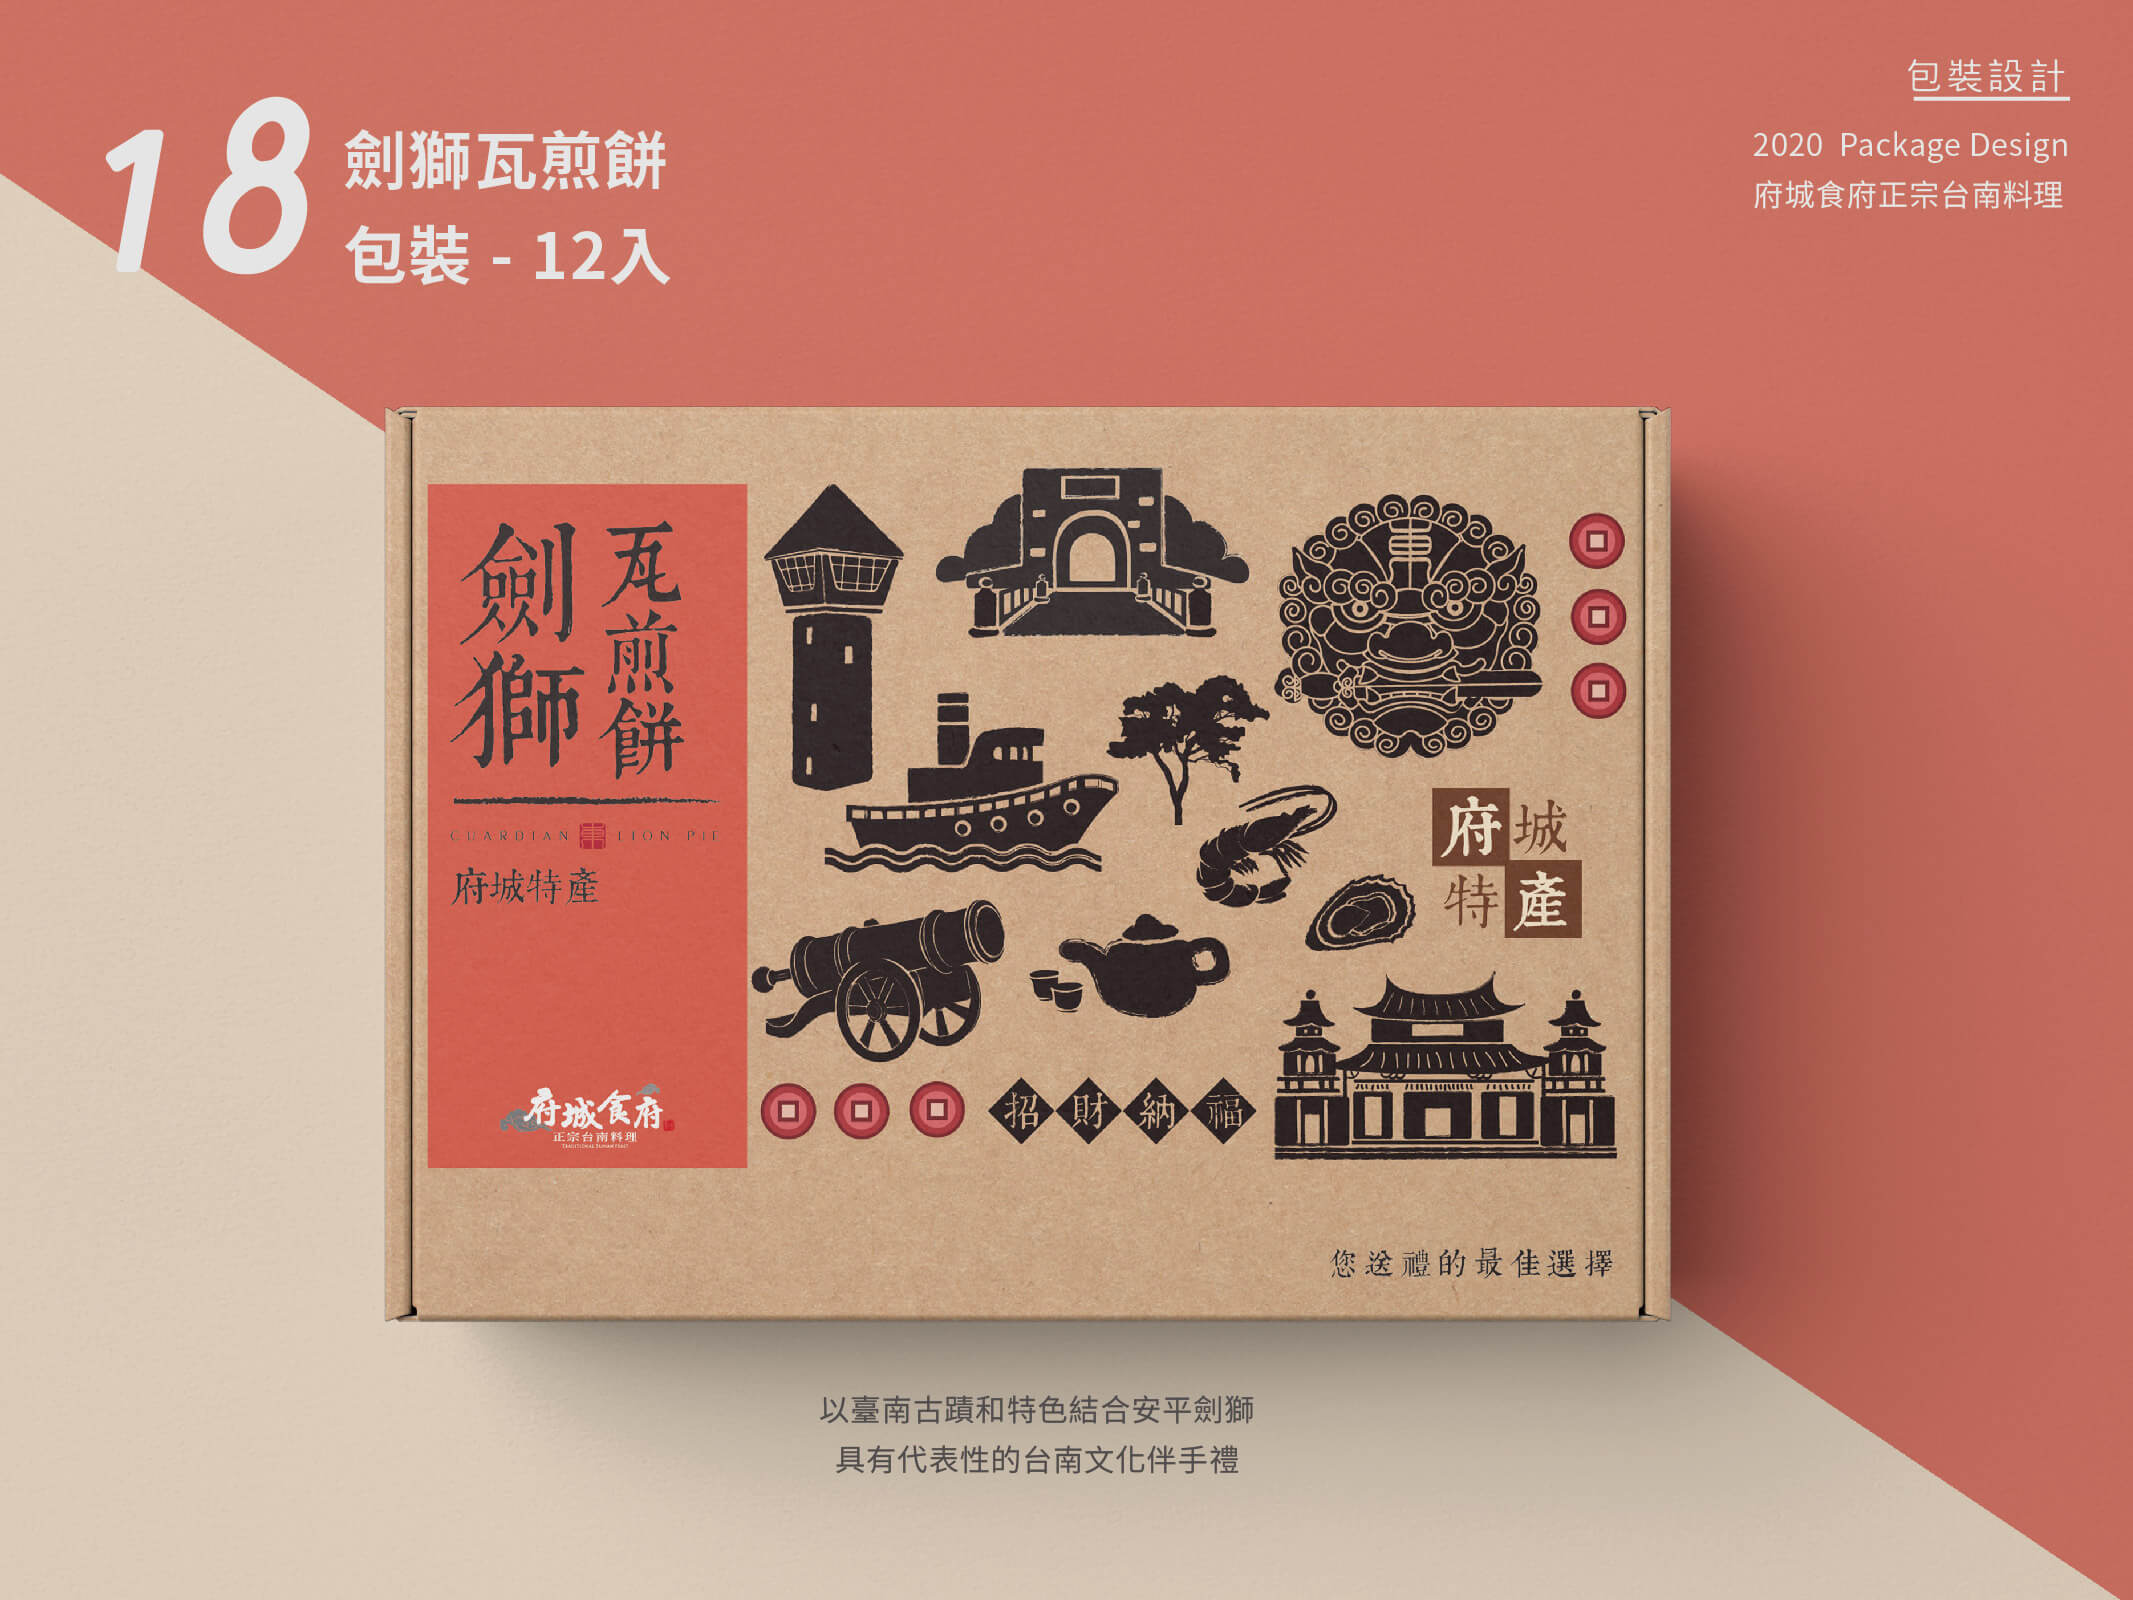 18
劍獅瓦煎餅
包裝 - 12入
包裝設計
2020 Package Design
府城食府正宗台南料理
劍獅
瓦煎餅
GUARDIAN LION PIE
府城特產
府城食府
正宗台南料理
府城
特產
招財納福
您送禮的最佳選擇
以臺南古蹟和特色結合安平劍獅
具有代表性的台南文化伴手禮